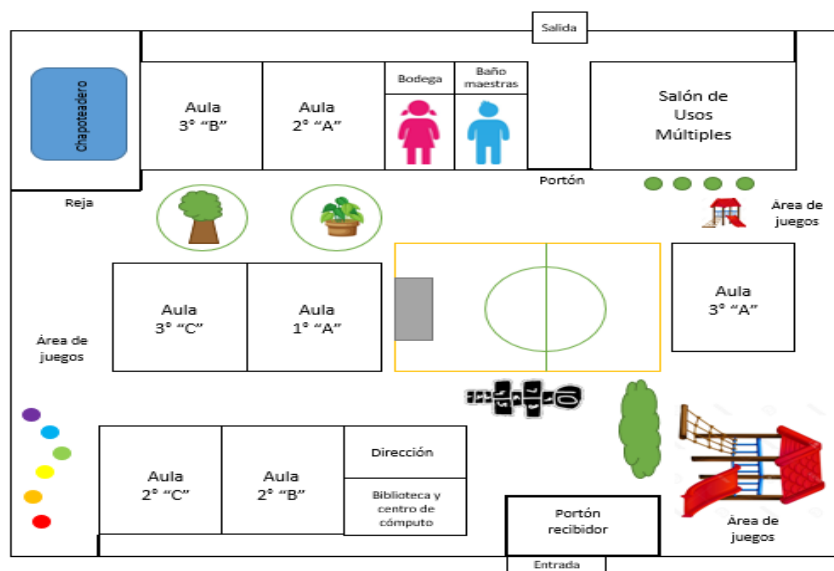 Salida
Chapoteadero
Aula
3° “B”
Aula
2° “A”
Bodega
Baño
maestras
Salón de
Usos
Múltiples
Reja
Portón
Área de
juegos
Aula
3° “C”
Aula
1° “A”
Aula
3° “A”
Área de
juegos
Aula
2° “C”
Aula
2° “B”
Dirección
Biblioteca y
centro de
cómputo
Portón
recibidor
Área de
juegos
Entrada